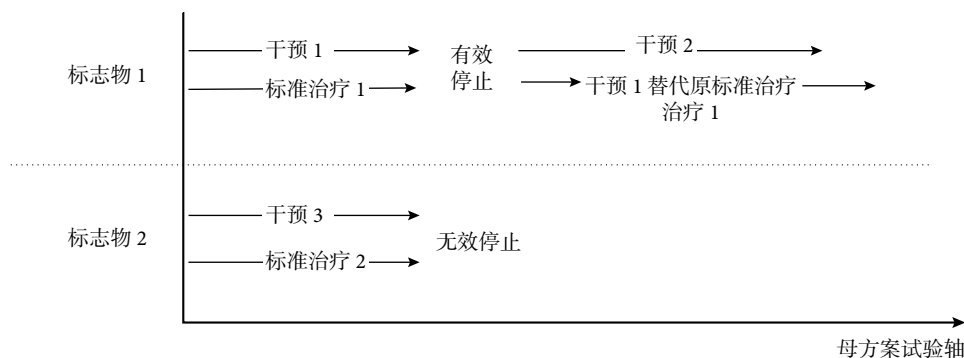 干预 1
有效
停止
干预 2
标志物 1
标准治疗 1
干预 1 替代原标准治疗
治疗 1
干预 3
标志物 2
无效停止
标准治疗 2
母方案试验轴